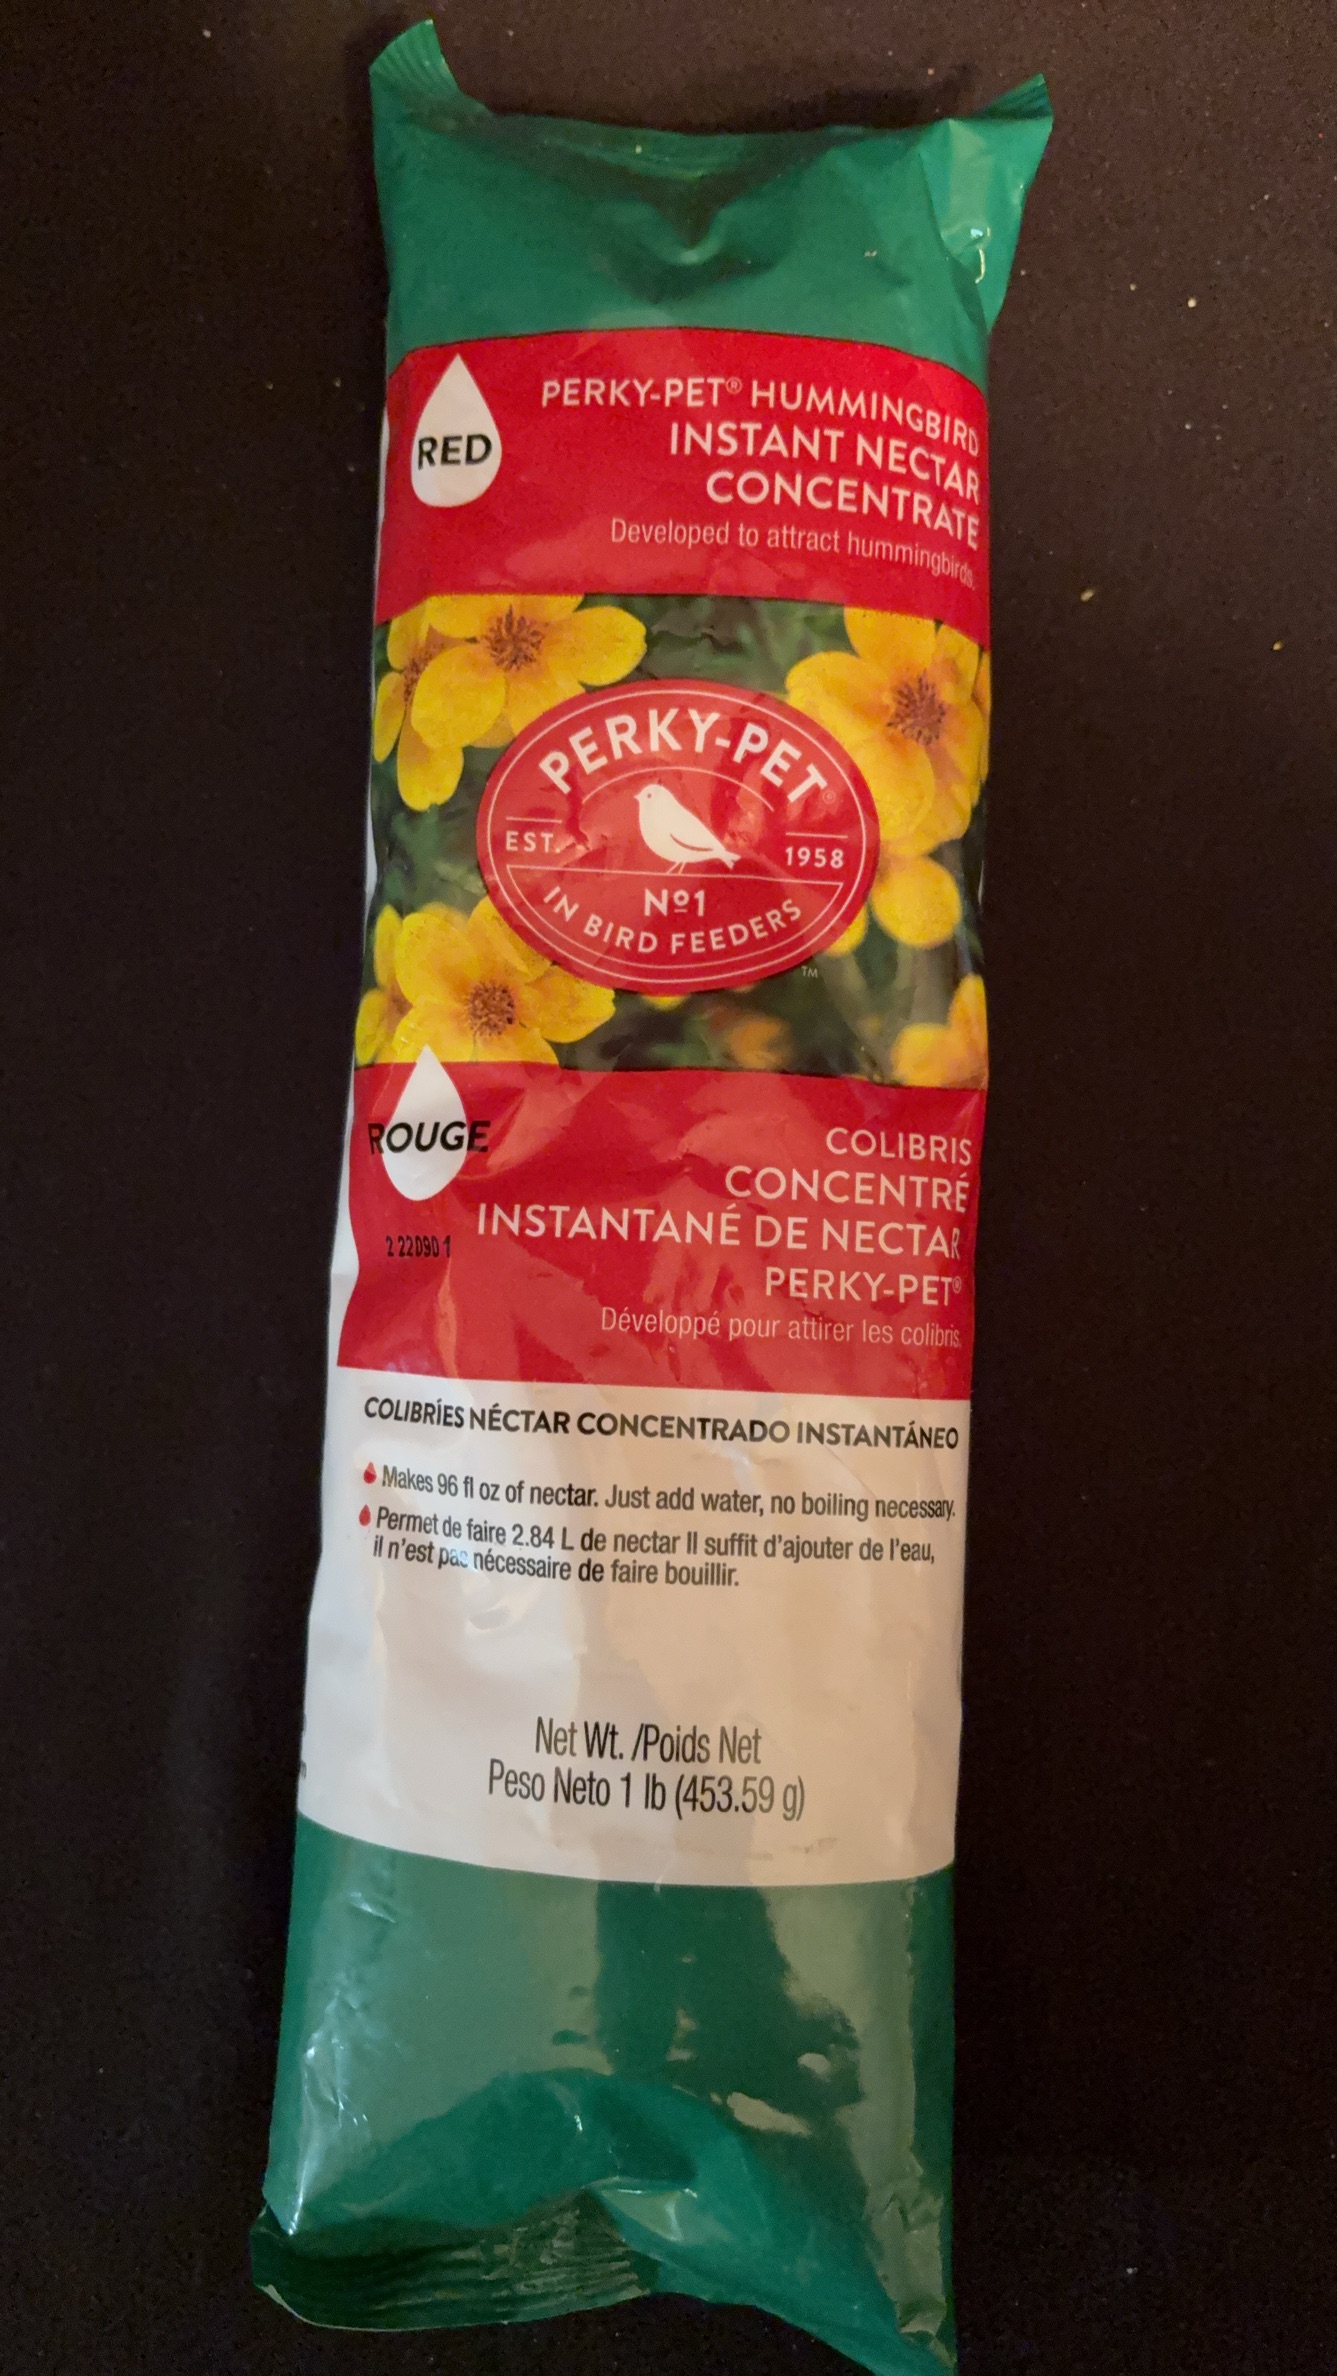 RED
PERKY-PET® HUMMINGBIRD
INSTANT NECTAR
CONCENTRATE
Developed to attract hummingbirds.
PERKY-PET®
EST. 1958
Nº1
IN BIRD FEEDERS
TM
ROUGE
2 22090 1
COLIBRIS
CONCENTRÉ
INSTANTANÉ DE NECTAR
PERKY-PET®
Développé pour attirer les colibris.
COLIBRÍES NÉCTAR CONCENTRADO INSTANTÁNEO
Makes 96 fl oz of nectar. Just add water, no boiling necessary.
Permet de faire 2.84 L de nectar Il suffit d'ajouter de l'eau,
il n'est pas nécessaire de faire bouillir.
Net Wt. /Poids Net
Peso Neto 1 lb (453.59 g)